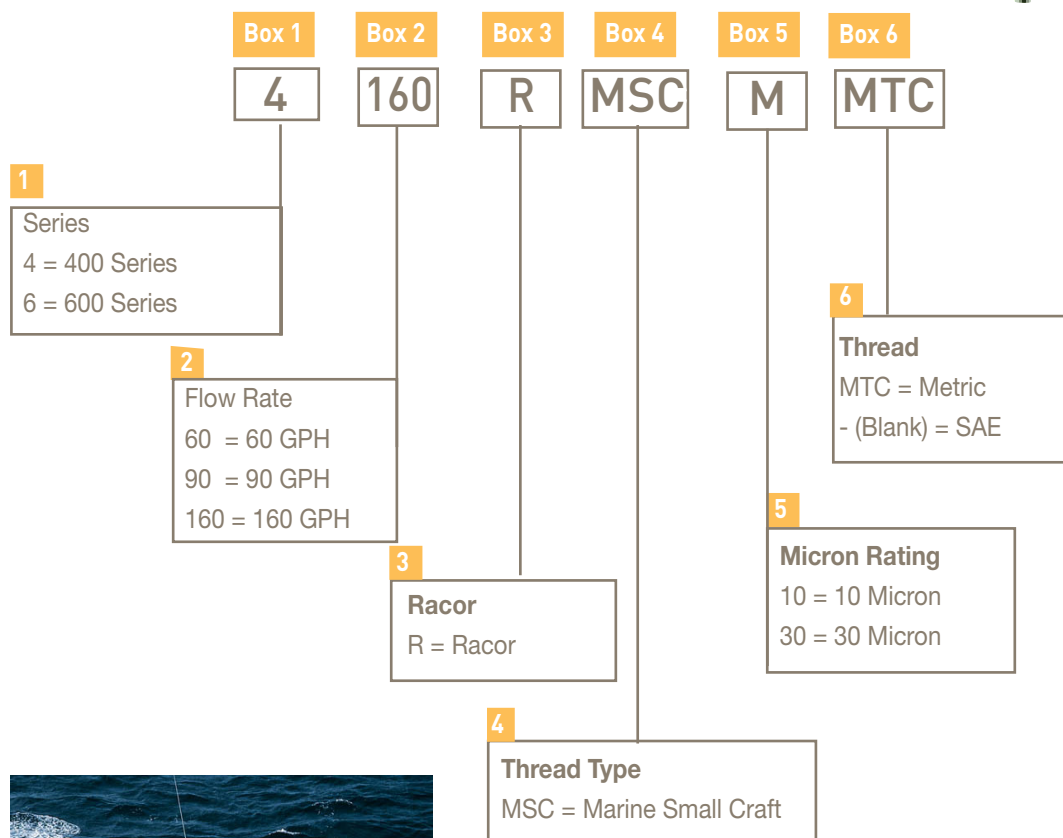 Box 1 Box 2 Box 3 Box 4 Box 5 Box 6
4 160 R MSC M MTC
1
Series
4 = 400 Series
6 = 600 Series
2
Flow Rate
60 = 60 GPH
90 = 90 GPH
160 = 160 GPH
3
Racor
R = Racor
4
Thread Type
MSC = Marine Small Craft
5
Micron Rating
10 = 10 Micron
30 = 30 Micron
6
Thread
MTC = Metric
- (Blank) = SAE